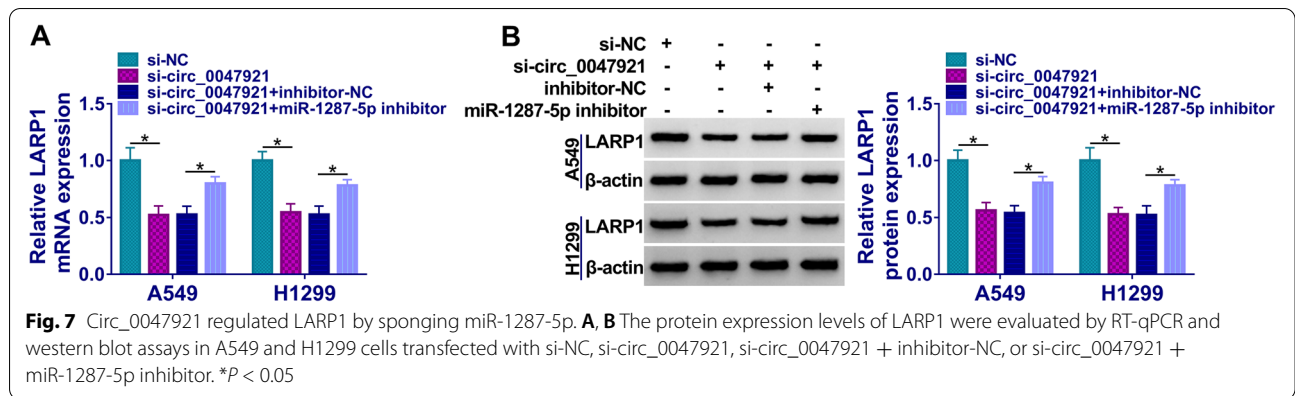 A
si-NC
si-circ_0047921
si-circ_0047921+inhibitor-NC
si-circ_0047921+miR-1287-5p inhibitor
Relative LARP1
mRNA expression
1.5
1.0
0.5
0.0
* * * *
A549 H1299
B
si-NC + - - -
si-circ_0047921 - + + +
inhibitor-NC - - + -
miR-1287-5p inhibitor - - - +
A549
LARP1
β-actin
H1299
LARP1
β-actin
si-NC
si-circ_0047921
si-circ_0047921+inhibitor-NC
si-circ_0047921+miR-1287-5p inhibitor
Relative LARP1
protein expression
1.5
1.0
0.5
0.0
* * * *
A549 H1299
Fig. 7 Circ_0047921 regulated LARP1 by sponging miR-1287-5p. A, B The protein expression levels of LARP1 were evaluated by RT-qPCR and
western blot assays in A549 and H1299 cells transfected with si-NC, si-circ_0047921, si-circ_0047921 + inhibitor-NC, or si-circ_0047921 +
miR-1287-5p inhibitor. *P < 0.05